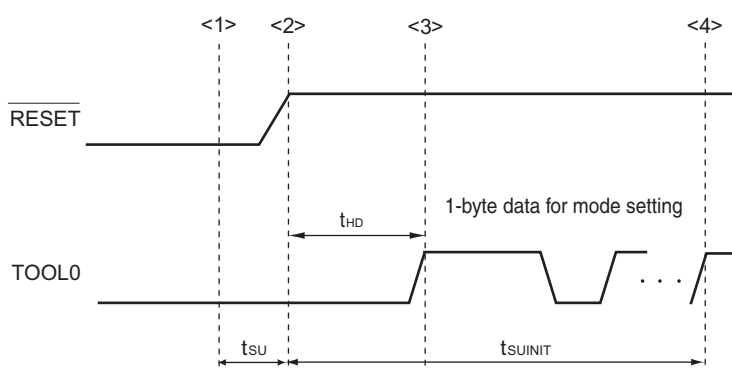 <1> <2> <3> <4>
RESET
1-byte data for mode setting
tHD
TOOL0
. . .
tSU tSUINIT